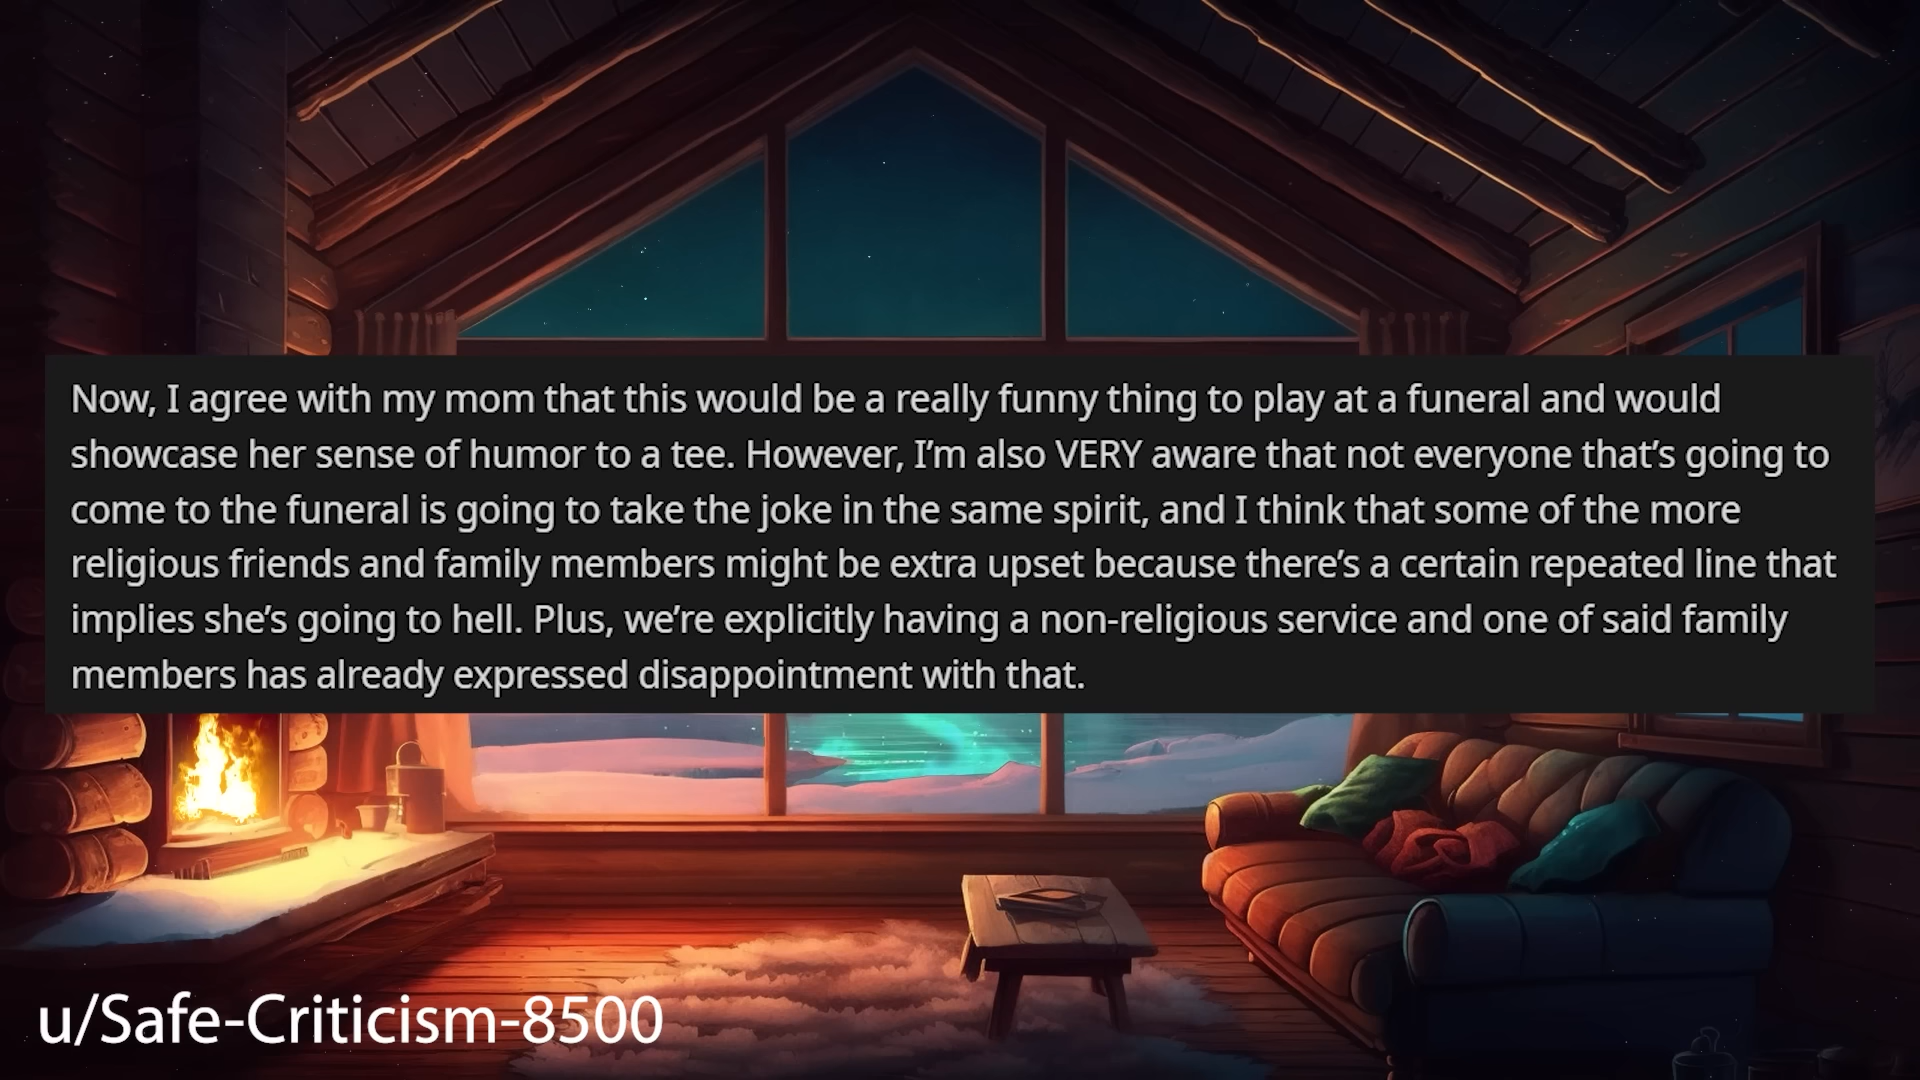 Now, I agree with my mom that this would be a really funny thing to play at a funeral and would
showcase her sense of humor to a tee. However, I’m also VERY aware that not everyone that’s going to
come to the funeral is going to take the joke in the same spirit, and I think that some of the more
religious friends and family members might be extra upset because there’s a certain repeated line that
implies she’s going to hell. Plus, we’re explicitly having a non-religious service and one of said family
members has already expressed disappointment with that.
u/Safe-Criticism-8500